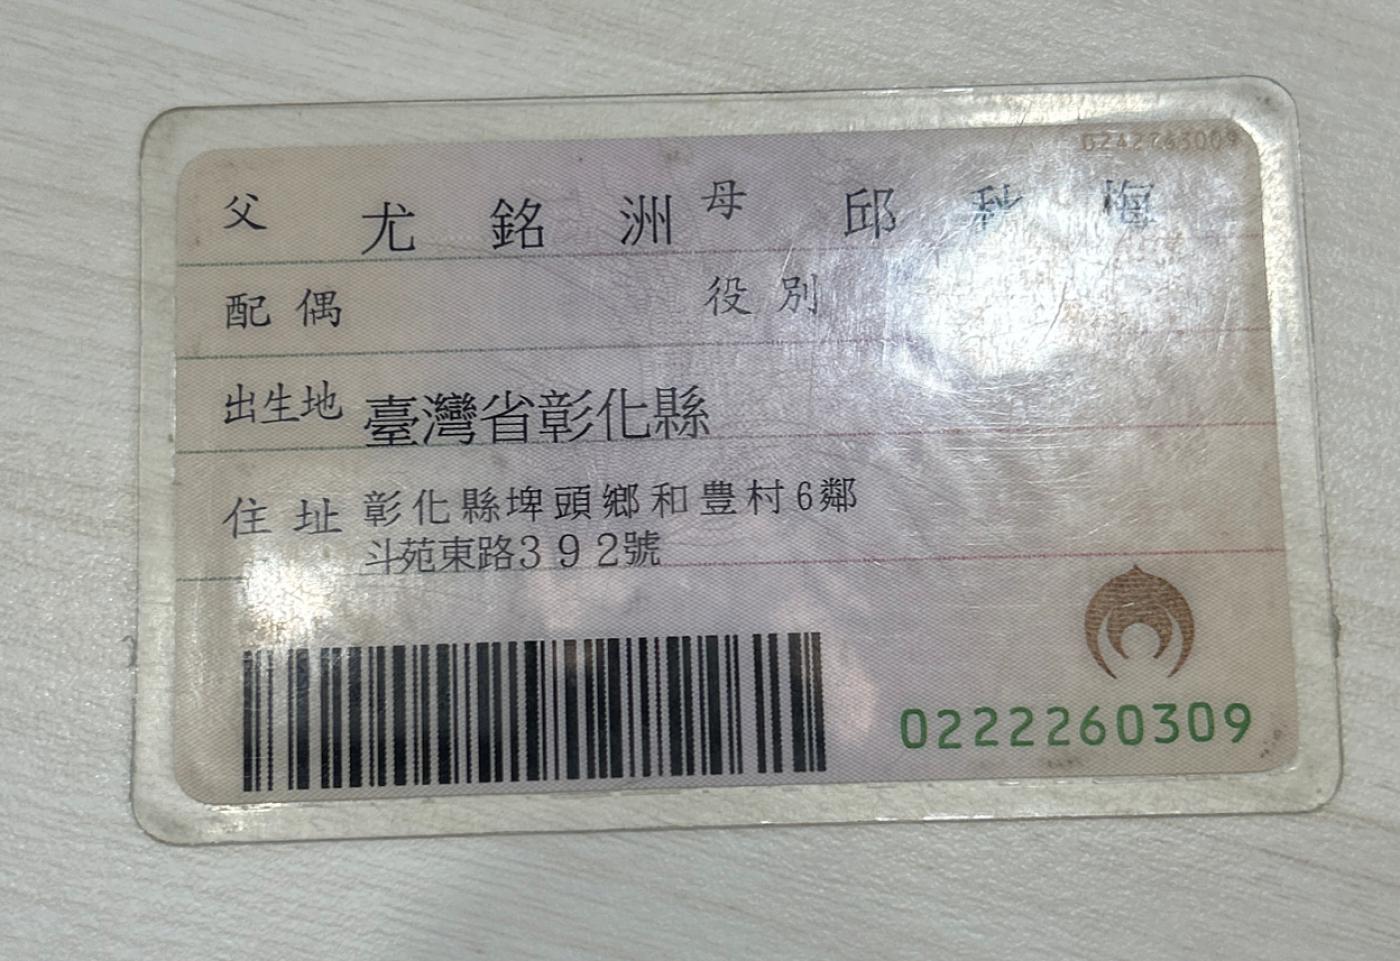 父 尤銘洲 母 邱秋梅
配偶 役別
出生地 臺灣省彰化縣
住址 彰化縣埤頭鄉和豐村6鄰
斗苑東路392號
0222260309